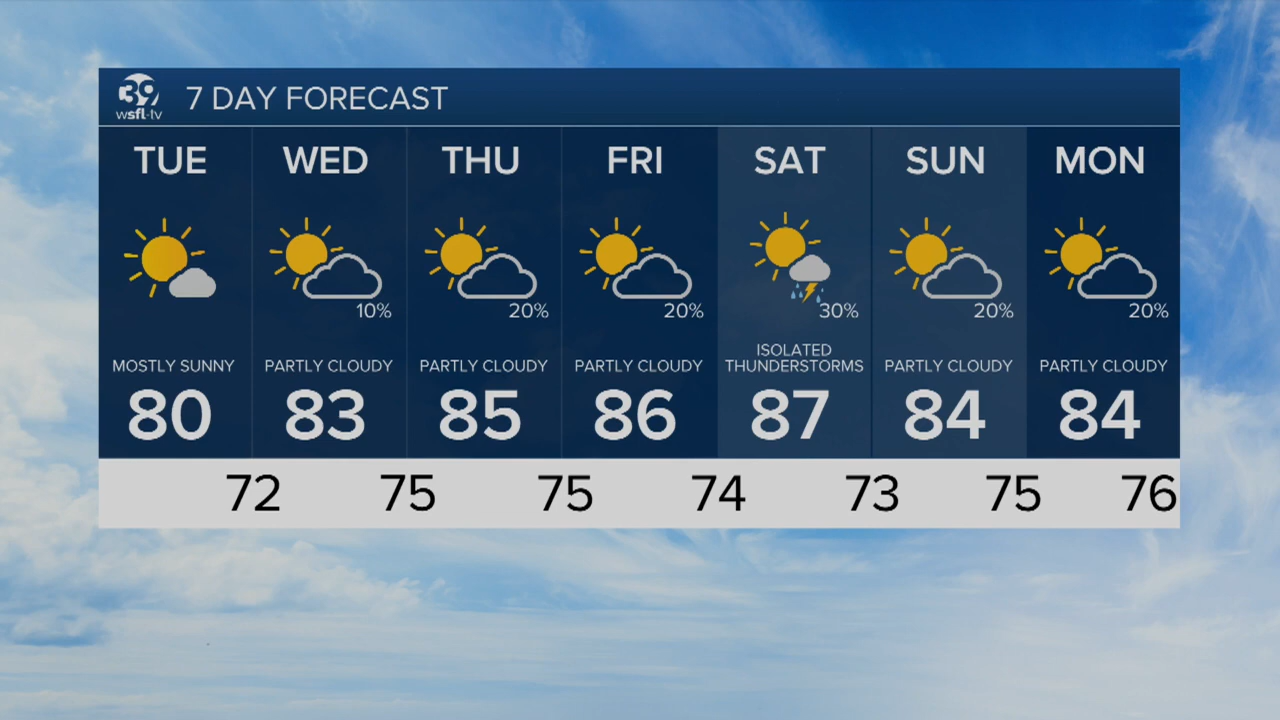 39
wsfl-tv
7 DAY FORECAST
TUE WED THU FRI SAT SUN MON
10% 20% 20% 30% 20% 20%
MOSTLY SUNNY PARTLY CLOUDY PARTLY CLOUDY PARTLY CLOUDY ISOLATED THUNDERSTORMS PARTLY CLOUDY PARTLY CLOUDY
80 83 85 86 87 84 84
72 75 75 74 73 75 76